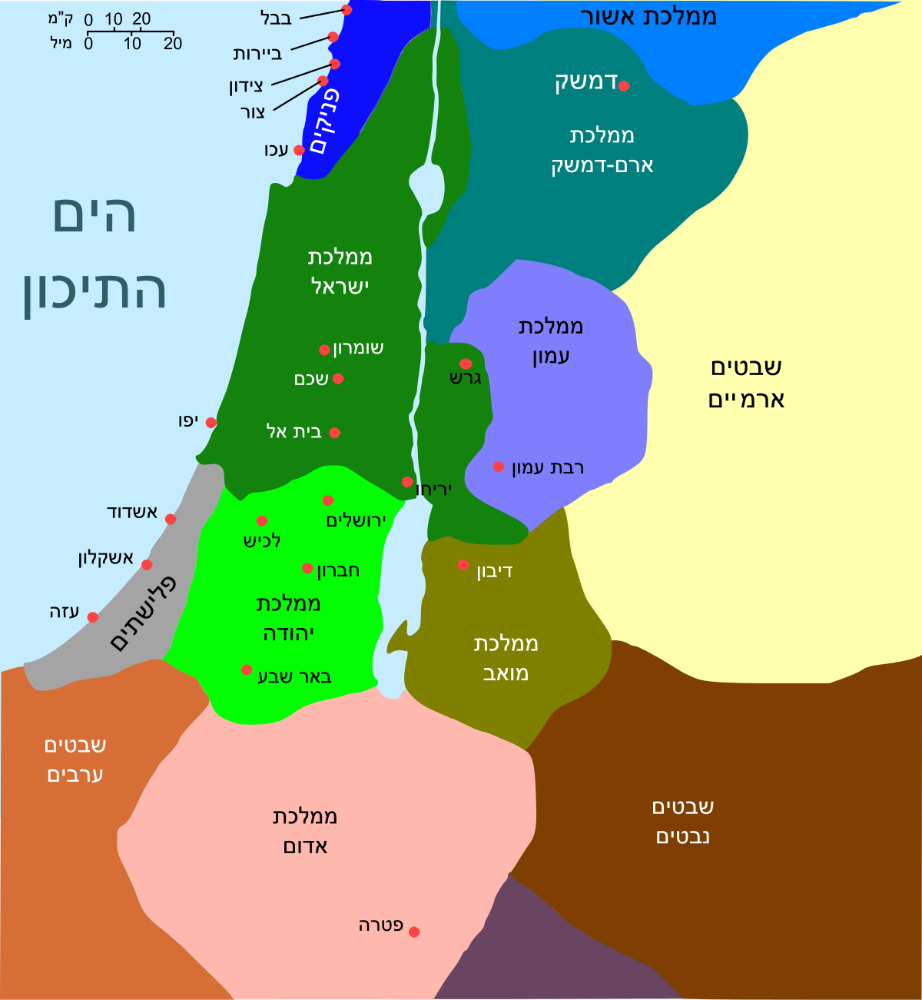 ק"מ 0 10 20
מיל 0 10 20
בבל
ביירות
צידון
צור
עכו
פניקים
ממלכת אשור
דמשק
ממלכת
ארם-דמשק
הים
התיכון
ממלכת
ישראל
ממלכת
עמון
שומרון
שכם
גרש
שבטים
ארמיים
יפו
בית אל
רבת עמון
יריחו
אשדוד
ירושלים
לכיש
אשקלון
חברון
דיבון
עזה
פלישתים
ממלכת
יהודה
ממלכת
מואב
באר שבע
שבטים
ערבים
ממלכת
אדום
שבטים
נבטים
פטרה